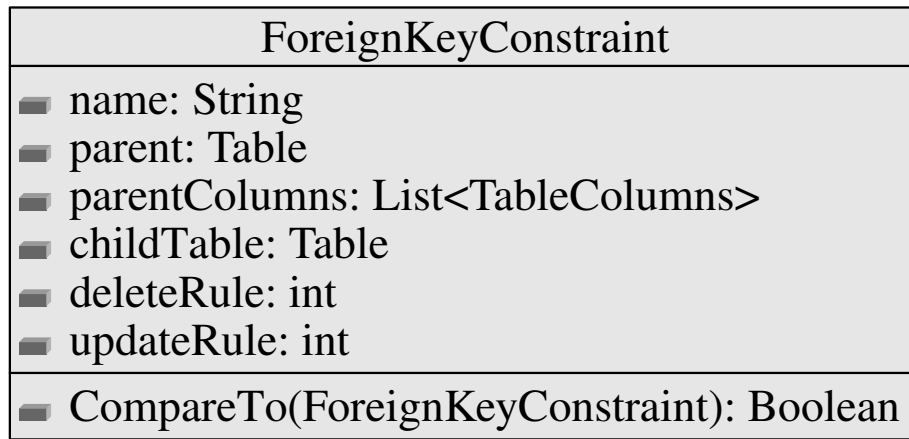 ForeignKeyConstraint
name: String
parent: Table
parentColumns: List<TableColumns>
childTable: Table
deleteRule: int
updateRule: int
CompareTo(ForeignKeyConstraint): Boolean